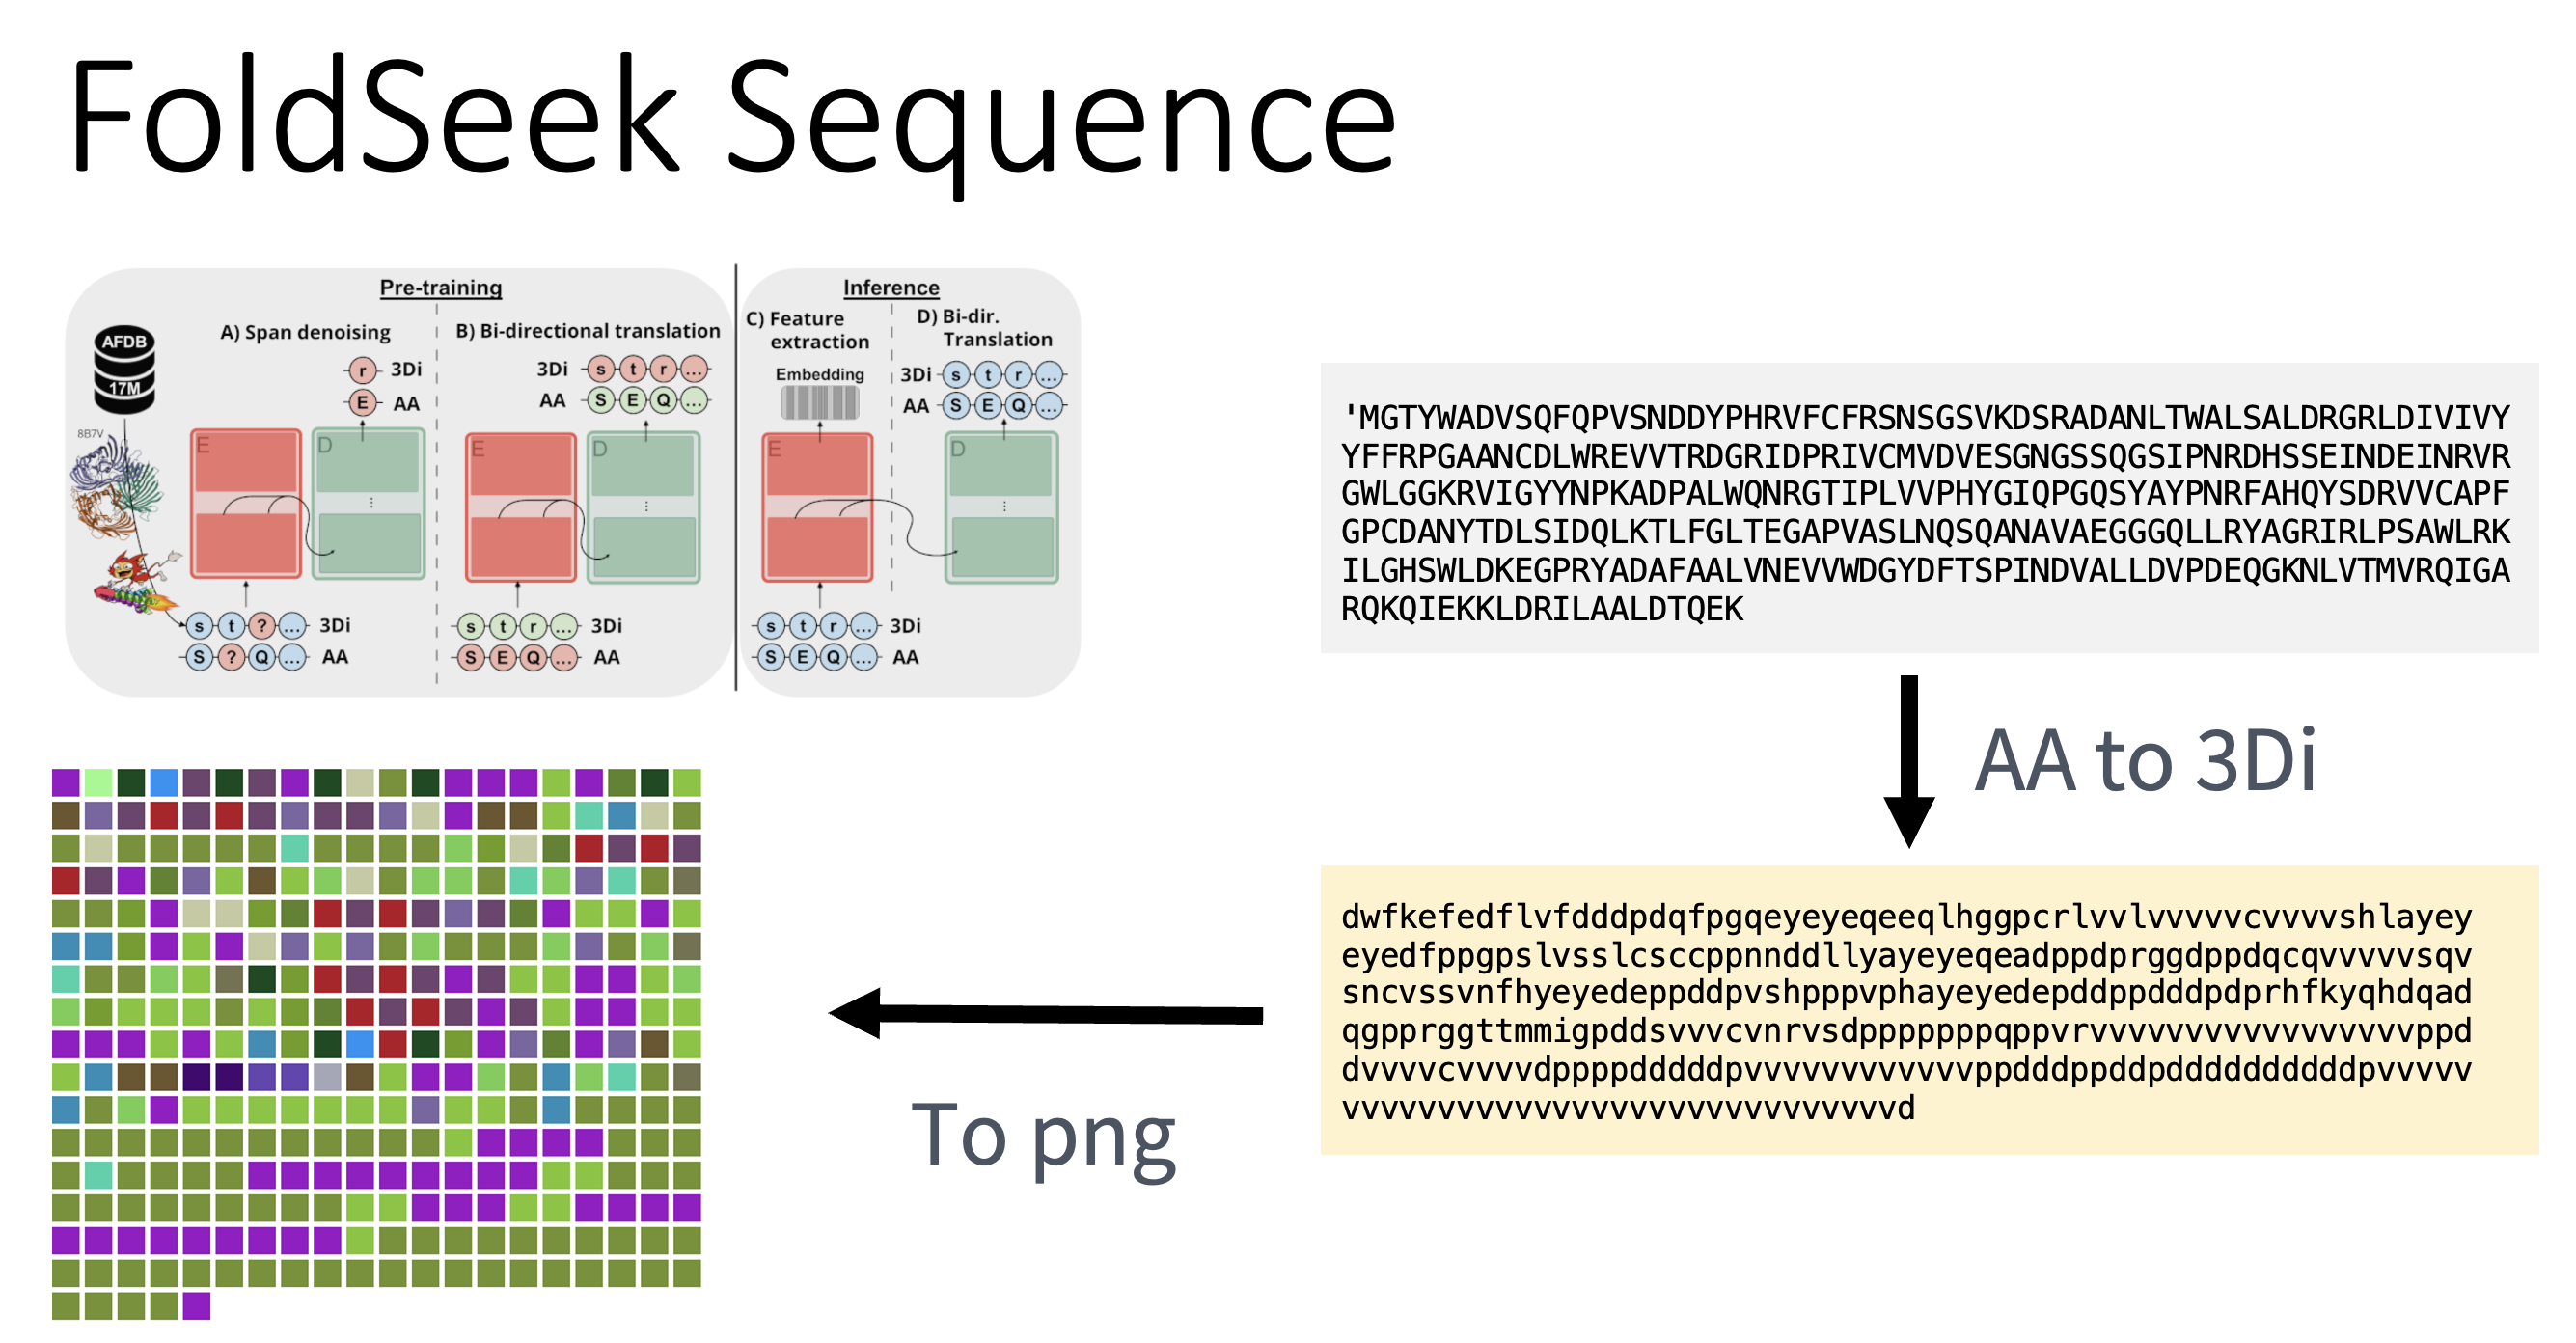 FoldSeek Sequence
Pre-training
Inference
A) Span denoising
B) Bi-directional translation
C) Feature extraction
D) Bi-dir. Translation
AFDB
17M
8B7V
r 3Di
E AA
3Di s t r ...
AA S E Q ...
Embedding
3Di s t r ...
AA S E Q ...
E
D
E
D
E
D
s t ? ... 3Di
S ? Q ... AA
s t r ... 3Di
S E Q ... AA
s t r ... 3Di
S E Q ... AA
'MGTYWADVSQFQPVSNDDYPHRVFCFRSNSGSVKDSRADANLTWALSALDRGRLDIVIVY
YFFRPGAANCDLWREVVTRDGRIDPRIVCMVDVESGNGSSQGSIPNRDHSSEINDEINRVR
GWLGGKRVIGYYNPKADPALWQNRGTIPLVVPHYGIQPGQSYAYPNRFAHQYSDRVVCAPF
GPCDANYTDLSIDQLKTLFGLTEGAPVASLNQSQANAVAEGGGQLLRYAGRIRLPSAWLRK
ILGHSWLDKEGPRYADAFAALVNEVVWDGYDFTSPINDVALLDVPDEQGKNLVTMVRQIGA
RQKQIEKKLDRILAALDTQEK
AA to 3Di
dwfkefedflvfdddpdqfpgqeyeyeqeeqlhggpcrlvvlvvvvvcvvvvshlayey
eyedfppgpslvsslcsccppnnddllyayeyeqeadppdprggdppdqcqvvvvvsqv
sncvssvnfhyeyedeppddpvshpppvphayeyedepddppdddpdprhfkyqhdqad
qgpprggttmmigpddsvvvcvnrvsdppppppppqppvrvvvvvvvvvvvvvvvvvppd
dvvvvcvvvvdppppdddddpvvvvvvvvvvvvppdddppddpddddddddddpvvvvv
vvvvvvvvvvvvvvvvvvvvvvvvvvvvvd
To png